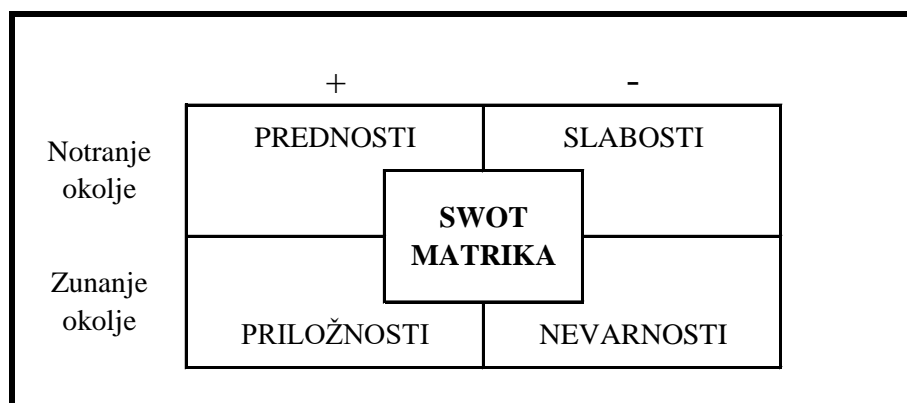 + -
PREDNOSTI SLABOSTI
Notranje
okolje
SWOT
MATRIKA
Zunanje
okolje
PRILOŽNOSTI NEVARNOSTI